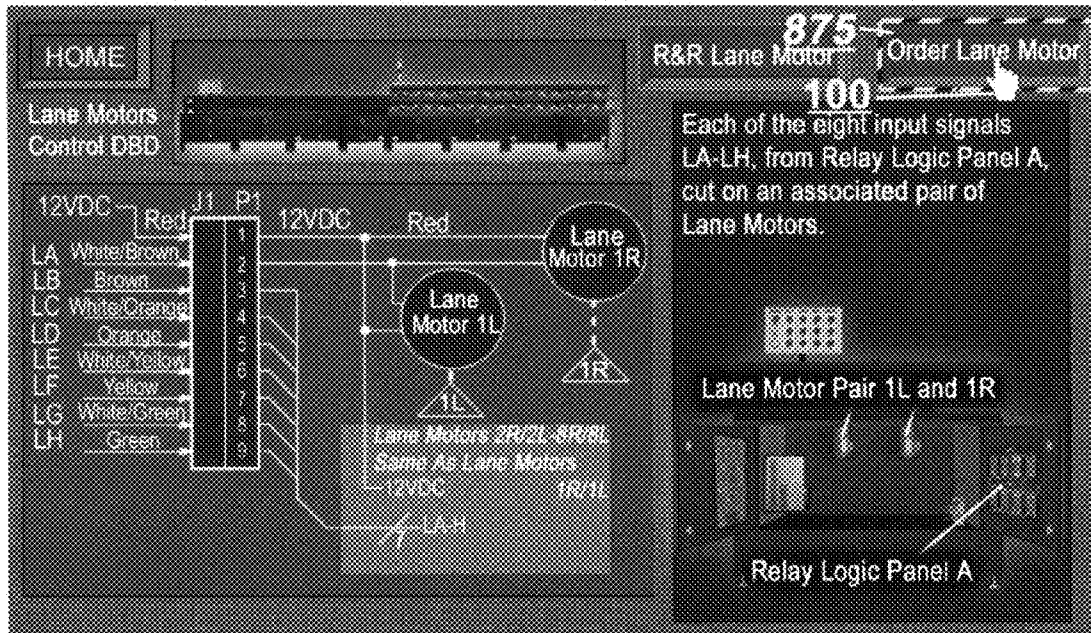 HOME
Lane Motors
Control DBD
R&R Lane Motor
875
Order Lane Motor
100
Each of the eight input signals
LA-LH, from Relay Logic Panel A,
cut on an associated pair of
Lane Motors.
12VDC
Red
J1 P1
12VDC
Red
LA White/Brown
LB Brown
LC White/Orange
LD Orange
LE White/Yellow
LF Yellow
LG White/Green
LH Green
1
2
3
4
5
6
7
8
9
Lane
Motor 1R
Lane
Motor 1L
1R
1L
Lane Motors 2R/2L-8R/8L
Same As Lane Motors
1R/1L
12VDC
LA-H
Lane Motor Pair 1L and 1R
Relay Logic Panel A